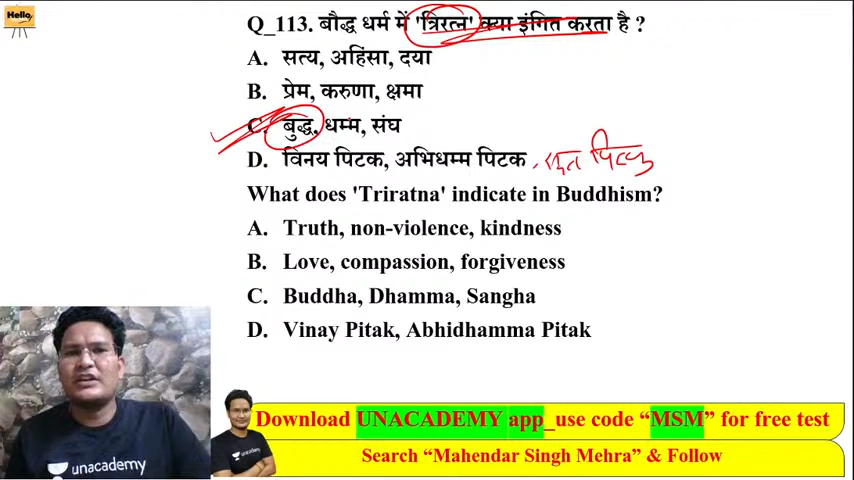 Hello,
Q_113. बौद्ध धर्म में 'त्रिरत्न' क्या इंगित करता है ?
A. सत्य, अहिंसा, दया
B. प्रेम, करुणा, क्षमा
C. बुद्ध, धम्म, संघ
D. विनय पिटक, अभिधम्म पिटक
What does 'Triratna' indicate in Buddhism?
A. Truth, non-violence, kindness
B. Love, compassion, forgiveness
C. Buddha, Dhamma, Sangha
D. Vinay Pitak, Abhidhamma Pitak
unacademy
Download UNACADEMY app_use code “MSM” for free test
Search “Mahendar Singh Mehra” & Follow